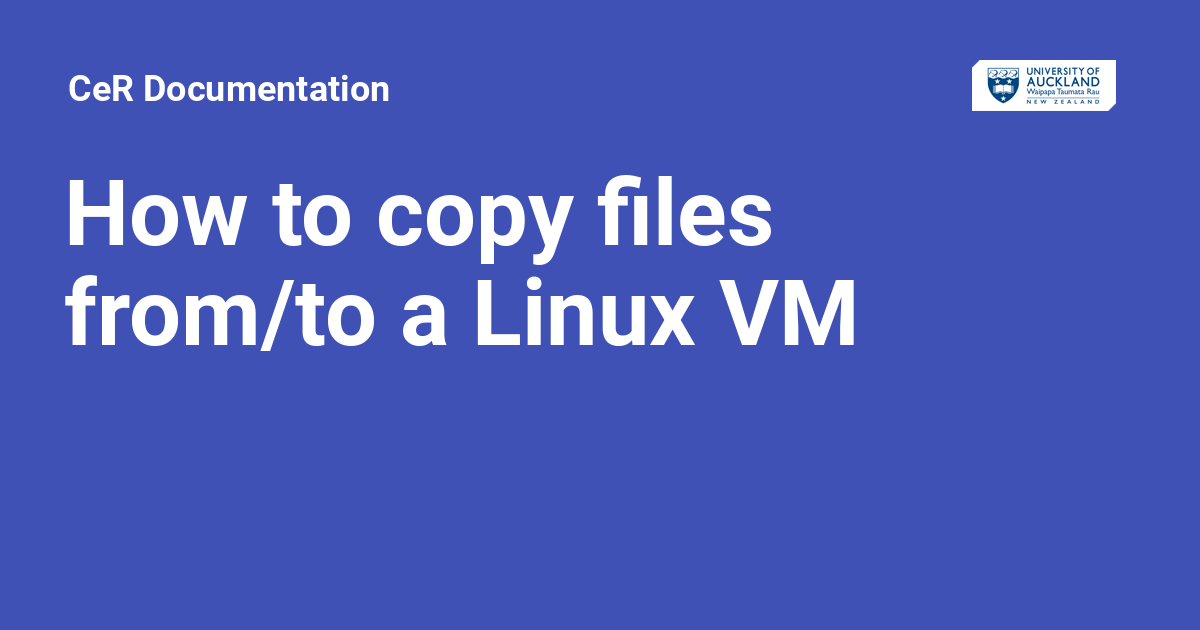 CeR Documentation
UNIVERSITY OF
AUCKLAND
Waipapa Taumata Rau
NEW ZEALAND
How to copy files
from/to a Linux VM